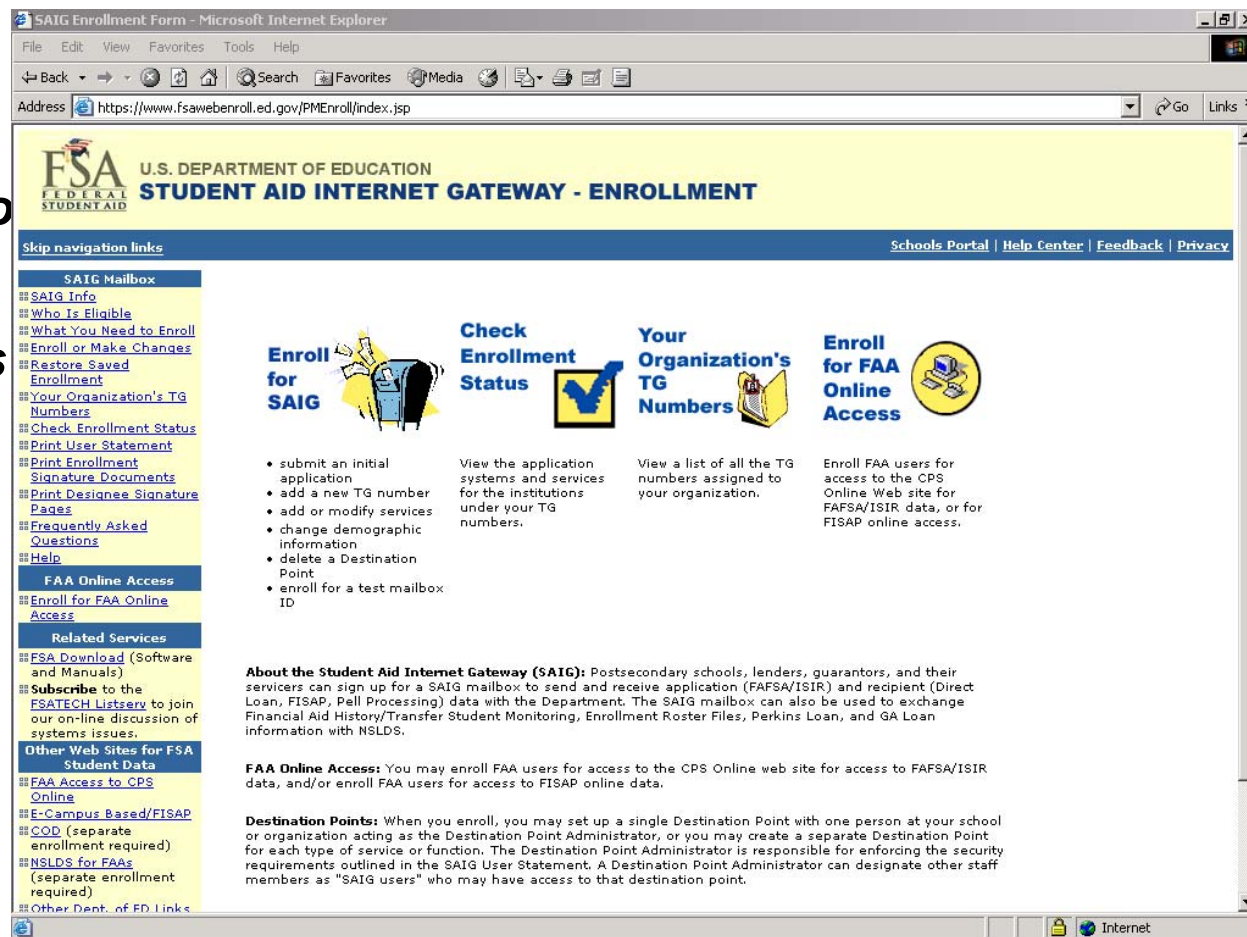 SAIG Enrollment Form - Microsoft Internet Explorer
File Edit View Favorites Tools Help
Back Search Favorites Media
Address https://www.fsawebenroll.ed.gov/PMEnroll/index.jsp Go Links
FSA
FEDERAL
STUDENT AID
U.S. DEPARTMENT OF EDUCATION
STUDENT AID INTERNET GATEWAY - ENROLLMENT
Skip navigation links
Schools Portal | Help Center | Feedback | Privacy
SAIG Mailbox
SAIG Info
Who Is Eligible
What You Need to Enroll
Enroll or Make Changes
Restore Saved
Enrollment
Your Organization's TG
Numbers
Check Enrollment Status
Print User Statement
Print Enrollment
Signature Documents
Print Designee Signature
Pages
Frequently Asked
Questions
Help
FAA Online Access
Enroll for FAA Online
Access
Related Services
FSA Download (Software
and Manuals)
Subscribe to the
FSATECH Listserv to join
our on-line discussion of
systems issues.
Other Web Sites for FSA
Student Data
FAA Access to CPS
Online
E-Campus Based/FISAP
COD (separate
enrollment required)
NSLDS for FAAs
(separate enrollment
required)
Other Dept. of ED Links
Enroll
for
SAIG
• submit an initial
application
• add a new TG number
• add or modify services
• change demographic
information
• delete a Destination
Point
• enroll for a test mailbox
ID
Check
Enrollment
Status
View the application
systems and services
for the institutions
under your TG
numbers.
Your
Organization's
TG
Numbers
View a list of all the TG
numbers assigned to
your organization.
Enroll
for FAA
Online
Access
Enroll FAA users for
access to the CPS
Online Web site for
FAFSA/ISIR data, or for
FISAP online access.
About the Student Aid Internet Gateway (SAIG): Postsecondary schools, lenders, guarantors, and their
servicers can sign up for a SAIG mailbox to send and receive application (FAFSA/ISIR) and recipient (Direct
Loan, FISAP, Pell Processing) data with the Department. The SAIG mailbox can also be used to exchange
Financial Aid History/Transfer Student Monitoring, Enrollment Roster Files, Perkins Loan, and GA Loan
information with NSLDS.
FAA Online Access: You may enroll FAA users for access to the CPS Online web site for access to FAFSA/ISIR
data, and/or enroll FAA users for access to FISAP online data.
Destination Points: When you enroll, you may set up a single Destination Point with one person at your school
or organization acting as the Destination Point Administrator, or you may create a separate Destination Point
for each type of service or function. The Destination Point Administrator is responsible for enforcing the security
requirements outlined in the SAIG User Statement. A Destination Point Administrator can designate other staff
members as "SAIG users" who may have access to that destination point.
Internet